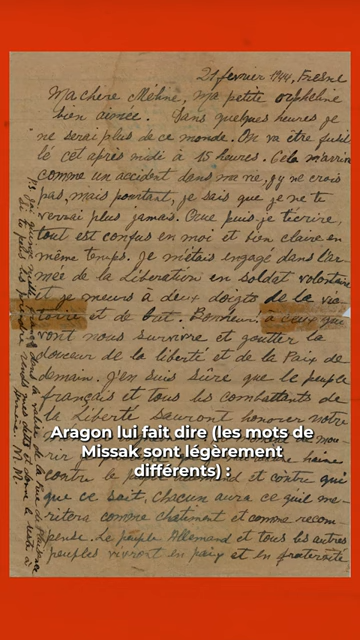 21 fevrier 1944, Fresne
Ma chere Méline, ma petite orpheline
bien aimée. Dans quelques heures je
ne serai plus de ce monde. On va être fusil
lé cet après midi à 15 heures. Cela m'arrive
comme un accident dans ma vie, j'y ne crois
pas, mais pourtant, je sais que je ne te
verrai plus jamais. Que puis je t'ecrire,
tout est confus en moi et bien claire en
même temps. Je m'étais engagé dans l'ar
mée de la Liberation en soldat volontaire
et je meurs à deux doigts de la vic
toire et de but. Bonheur! à ceux qui
vont nous survivre et goutter la
douceur de la liberté et de la Paix de
demain. J'en suis sûre que le peuple
français et tous les combattants de
la Liberté sauront honorer notre
Aragon lui fait dire (les mots de
Missak sont légèrement
différents) :
haine
contre le peuple allemand et contre qui
que ce soit, chacun aura ce qu'il me-
ritera comme chatiment et comme recom
pense. Le peuple Allemand et tous les autres
peuples vivront en paix et en fraternité